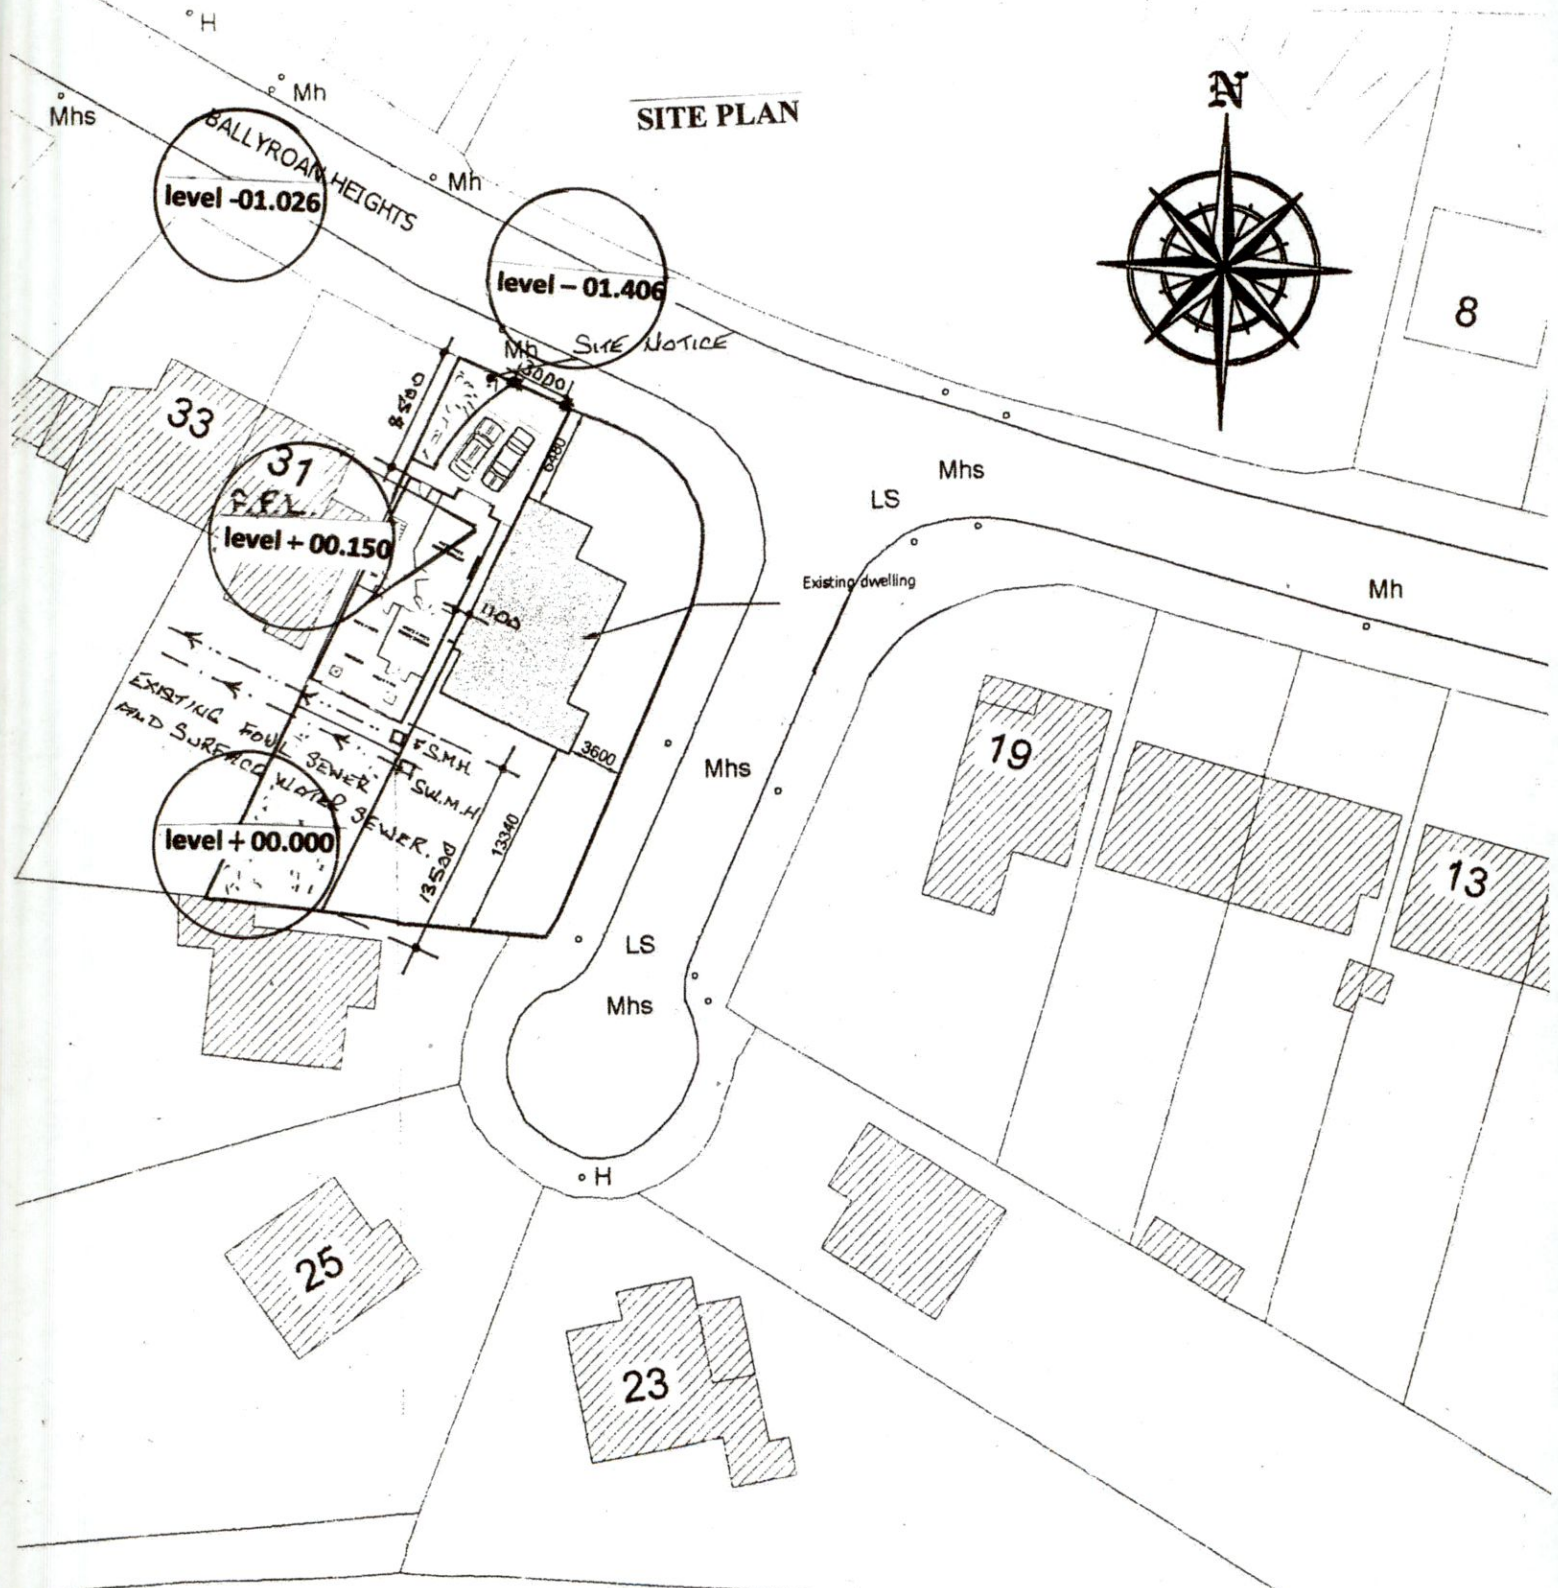 H
Mh
Mhs
SITE PLAN
N
BALLYROAN HEIGHTS
Mh
level -01.026
level – 01.406
8
Mh
SITE NOTICE
3000
8500
33
6480
31
F.F.L.
level + 00.150
Mhs
LS
Existing dwelling
Mh
1100
EXISTING FOUL SEWER
AND SURFACE WATER SEWER.
F.S.M.H.
S.W.M.H
3600
Mhs
19
level + 00.000
13500
13340
13
LS
Mhs
H
25
23